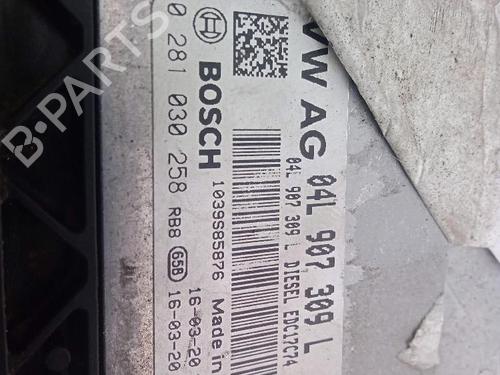 VW AG
04L 907 309 L
04L 907 309 L DIESEL EDC17C74
BOSCH
1039S85876
Made in
16-03-20
0 281 030 258 RB8 65B 16-03-20
B-Parts